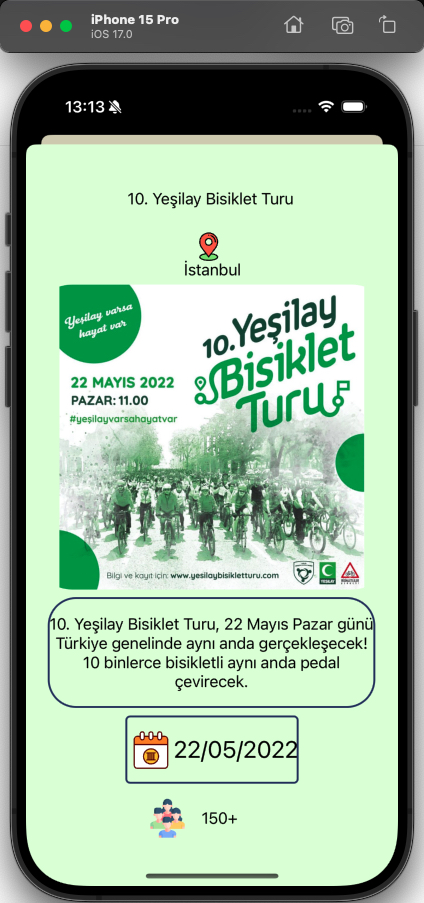 iPhone 15 Pro
iOS 17.0
13:13
10. Yeşilay Bisiklet Turu
İstanbul
Yeşilay varsa
hayat var
10.Yeşilay
Bisiklet
Turu
22 MAYIS 2022
PAZAR: 11.00
#yesilayvarsahayatvar
Bilgi ve kayıt için: www.yesilaybisikletturu.com
YEŞİLAY
10. Yeşilay Bisiklet Turu, 22 Mayıs Pazar günü
Türkiye genelinde aynı anda gerçekleşecek!
10 binlerce bisikletli aynı anda pedal
çevirecek.
22/05/2022
150+